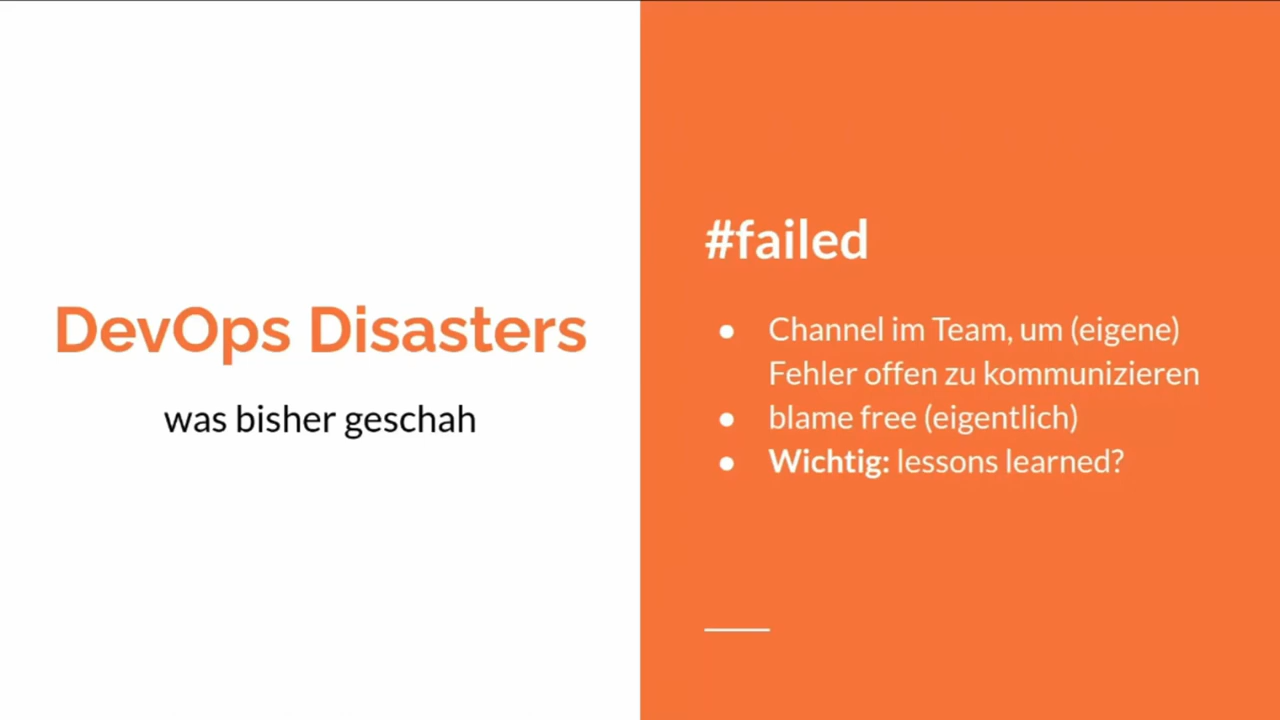 DevOps Disasters
was bisher geschah
#failed
● Channel im Team, um (eigene)
Fehler offen zu kommunizieren
● blame free (eigentlich)
● Wichtig: lessons learned?